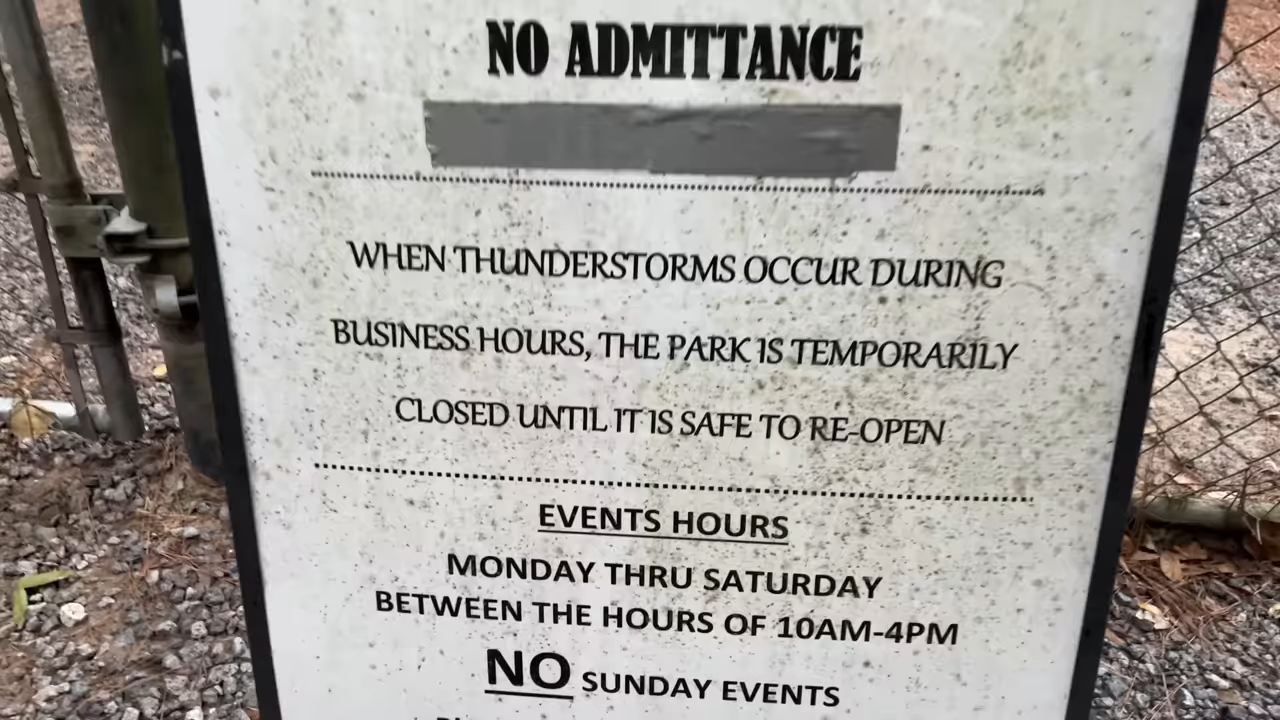 NO ADMITTANCE
WHEN THUNDERSTORMS OCCUR DURING
BUSINESS HOURS, THE PARK IS TEMPORARILY
CLOSED UNTIL IT IS SAFE TO RE-OPEN
EVENTS HOURS
MONDAY THRU SATURDAY
BETWEEN THE HOURS OF 10AM-4PM
NO SUNDAY EVENTS